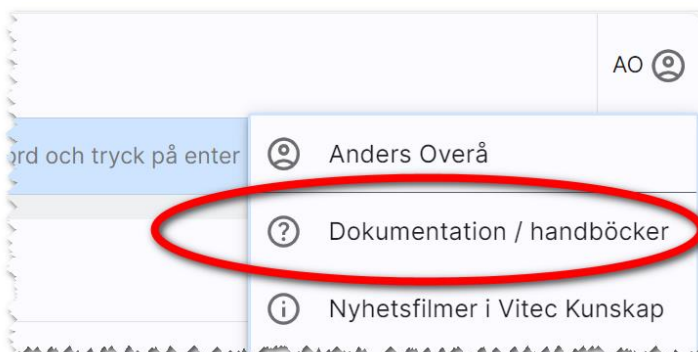 AO
ord och tryck på enter
Anders Overå
Dokumentation / handböcker
Nyhetsfilmer i Vitec Kunskap